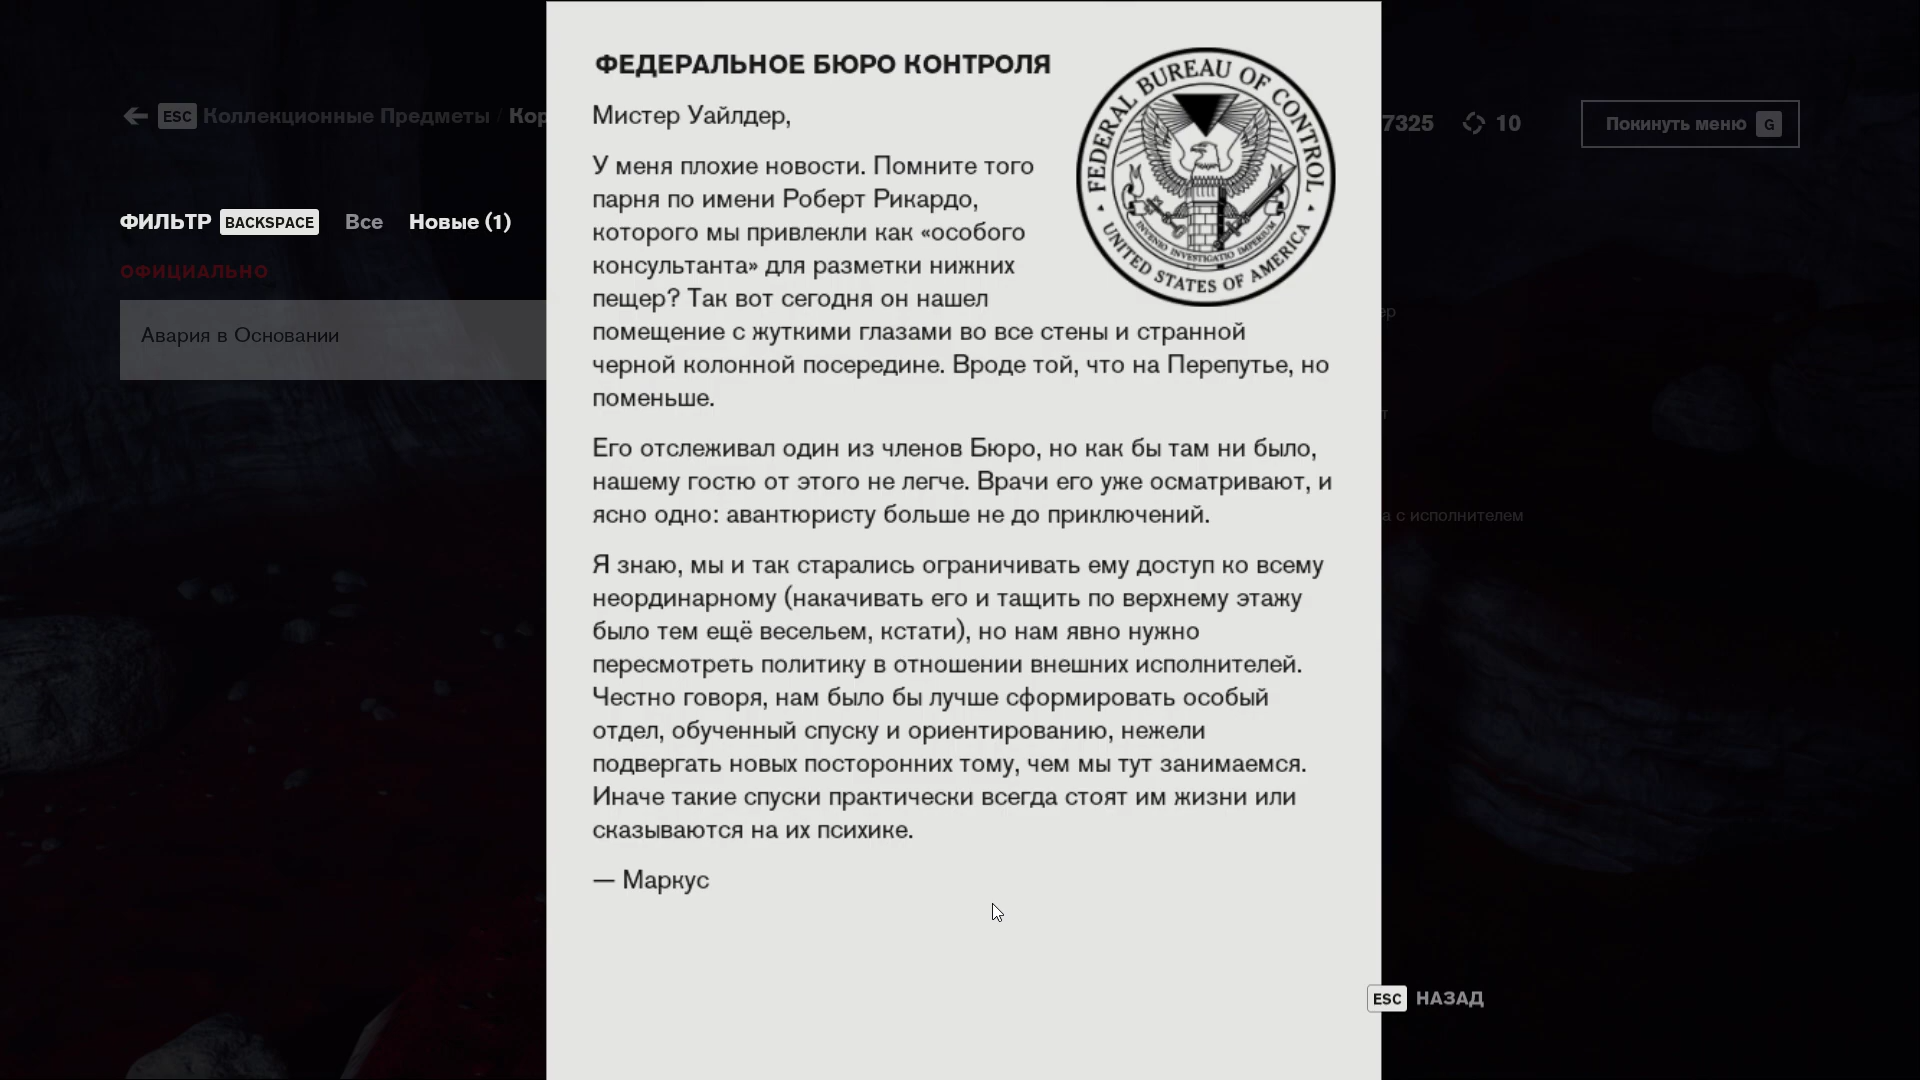 ФЕДЕРАЛЬНОЕ БЮРО КОНТРОЛЯ
Мистер Уайлдер,
У меня плохие новости. Помните того
парня по имени Роберт Рикардо,
которого мы привлекли как «особого
консультанта» для разметки нижних
пещер? Так вот сегодня он нашел
помещение с жуткими глазами во все стены и странной
черной колонной посередине. Вроде той, что на Перепутье, но
поменьше.
Его отслеживал один из членов Бюро, но как бы там ни было,
нашему гостю от этого не легче. Врачи его уже осматривают, и
ясно одно: авантюристу больше не до приключений.
Я знаю, мы и так старались ограничивать ему доступ ко всему
неординарному (накачивать его и тащить по верхнему этажу
было тем ещё весельем, кстати), но нам явно нужно
пересмотреть политику в отношении внешних исполнителей.
Честно говоря, нам было бы лучше сформировать особый
отдел, обученный спуску и ориентированию, нежели
подвергать новых посторонних тому, чем мы тут занимаемся.
Иначе такие спуски практически всегда стоят им жизни или
сказываются на их психике.
— Маркус
FEDERAL BUREAU OF CONTROL
UNITED STATES OF AMERICA
INVENIO INVESTIGATIO IMPERIUM
ESC Коллекционные Предметы / Кор
7325 10
Покинуть меню G
ФИЛЬТР BACKSPACE Все Новые (1)
ОФИЦИАЛЬНО
Авария в Основании
ер
т
а с исполнителем
ESC НАЗАД